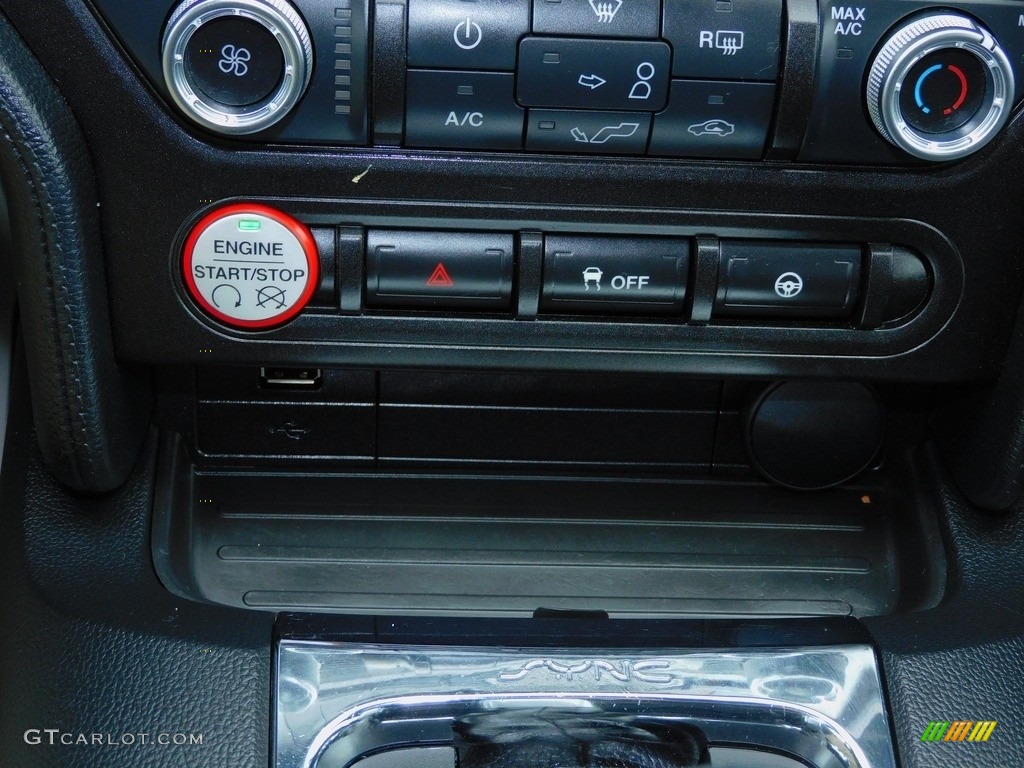 MAX
A/C
R
A/C
ENGINE
START/STOP
OFF
SYNC
GTCARLOT.COM